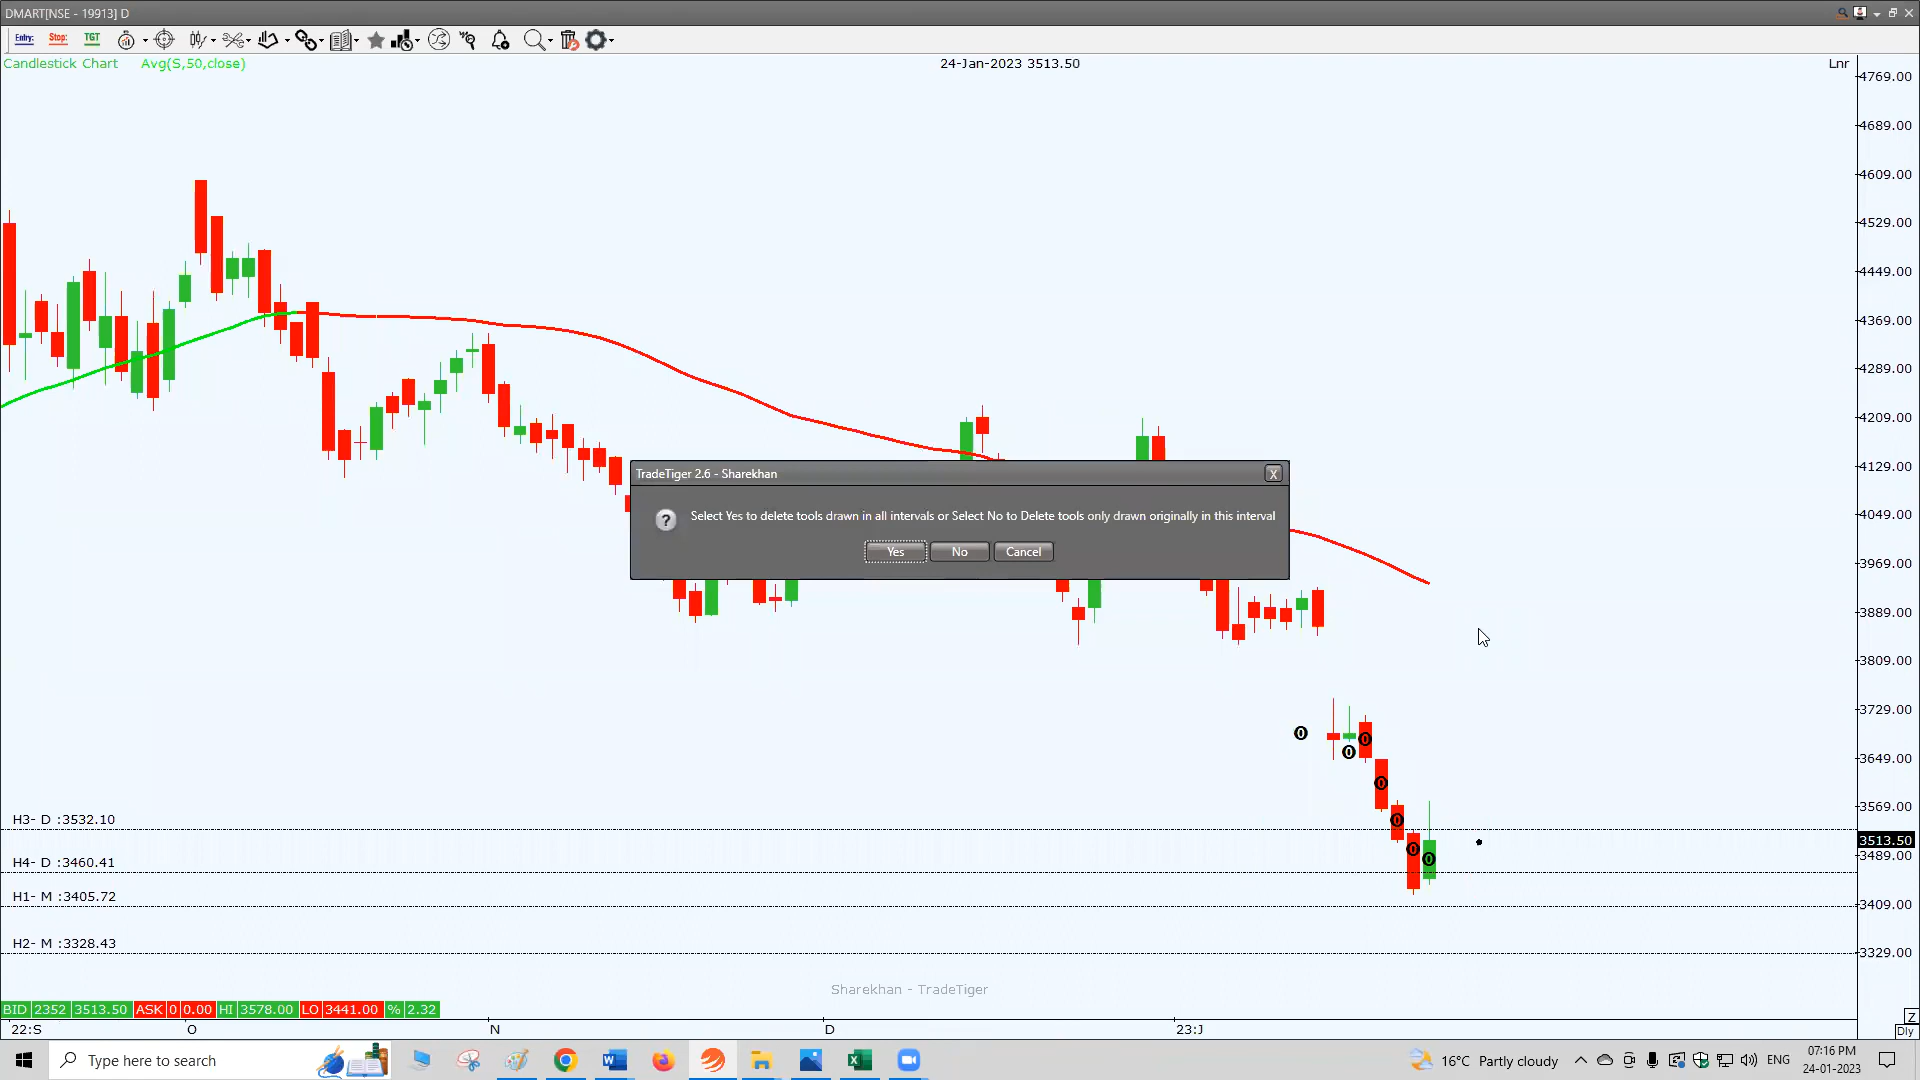 DMART[NSE - 19913] D
Entry: Stop: TGT
Candlestick Chart Avg(S,50,close)
24-Jan-2023 3513.50
Lnr
4769.00
4689.00
4609.00
4529.00
4449.00
4369.00
4289.00
4209.00
4129.00
4049.00
3969.00
3889.00
3809.00
3729.00
3649.00
3569.00
3513.50
3489.00
3409.00
3329.00
TradeTiger 2.6 - Sharekhan
X
? Select Yes to delete tools drawn in all intervals or Select No to Delete tools only drawn originally in this interval
Yes No Cancel
H3- D :3532.10
H4- D :3460.41
H1- M :3405.72
H2- M :3328.43
Sharekhan - TradeTiger
BID 2352 3513.50 ASK 0 0.00 HI 3578.00 LO 3441.00 % 2.32
22:S O N D 23:J
Z
Dly
Type here to search
16°C Partly cloudy
ENG
07:16 PM
24-01-2023